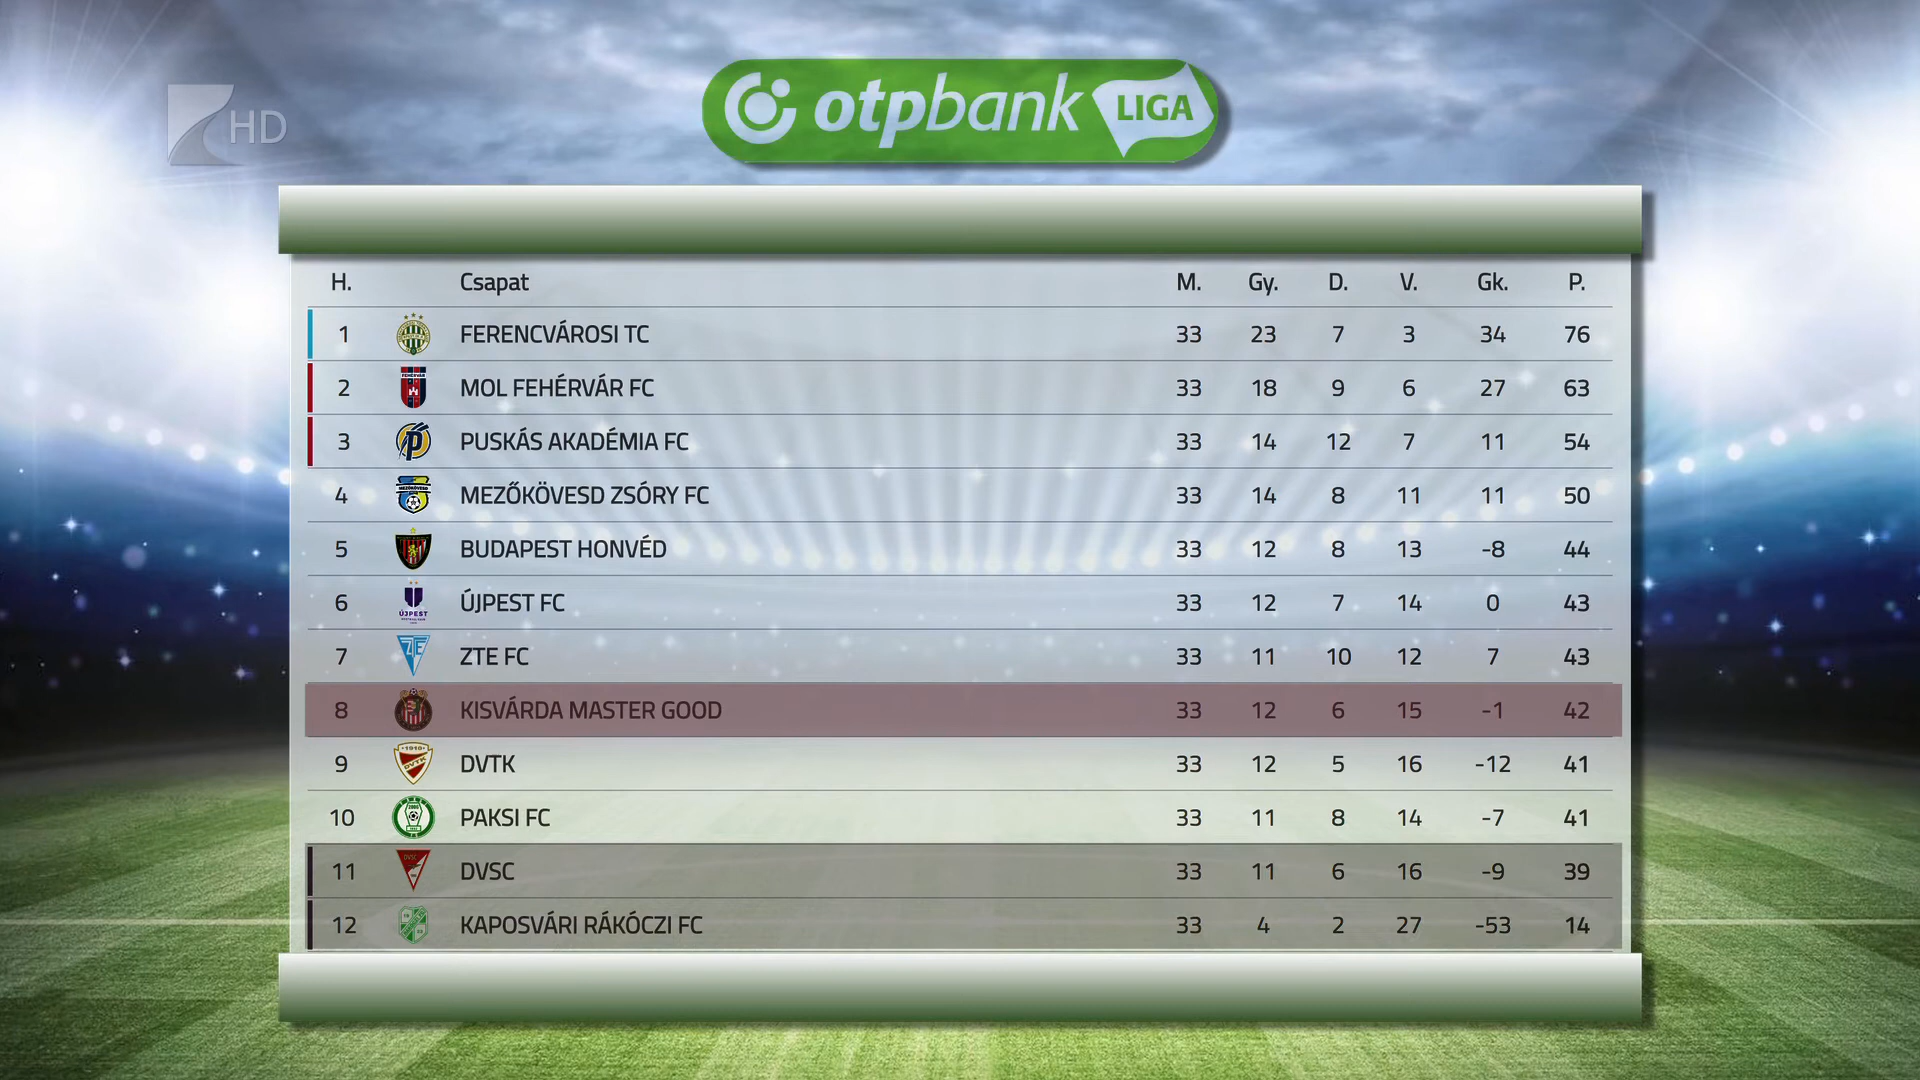 HD
otpbank LIGA
H. Csapat M. Gy. D. V. Gk. P.
1 FERENCVÁROSI TC 33 23 7 3 34 76
2 MOL FEHÉRVÁR FC 33 18 9 6 27 63
3 PUSKÁS AKADÉMIA FC 33 14 12 7 11 54
4 MEZŐKÖVESD ZSÓRY FC 33 14 8 11 11 50
5 BUDAPEST HONVÉD 33 12 8 13 -8 44
6 ÚJPEST ÚJPEST FC 33 12 7 14 0 43
7 ZTE ZTE FC 33 11 10 12 7 43
8 KISVÁRDA MASTER GOOD 33 12 6 15 -1 42
9 1910 DVTK DVTK 33 12 5 16 -12 41
10 PAKSI FC 33 11 8 14 -7 41
11 DVSC DVSC 33 11 6 16 -9 39
12 KAPOSVÁRI RÁKÓCZI FC 33 4 2 27 -53 14